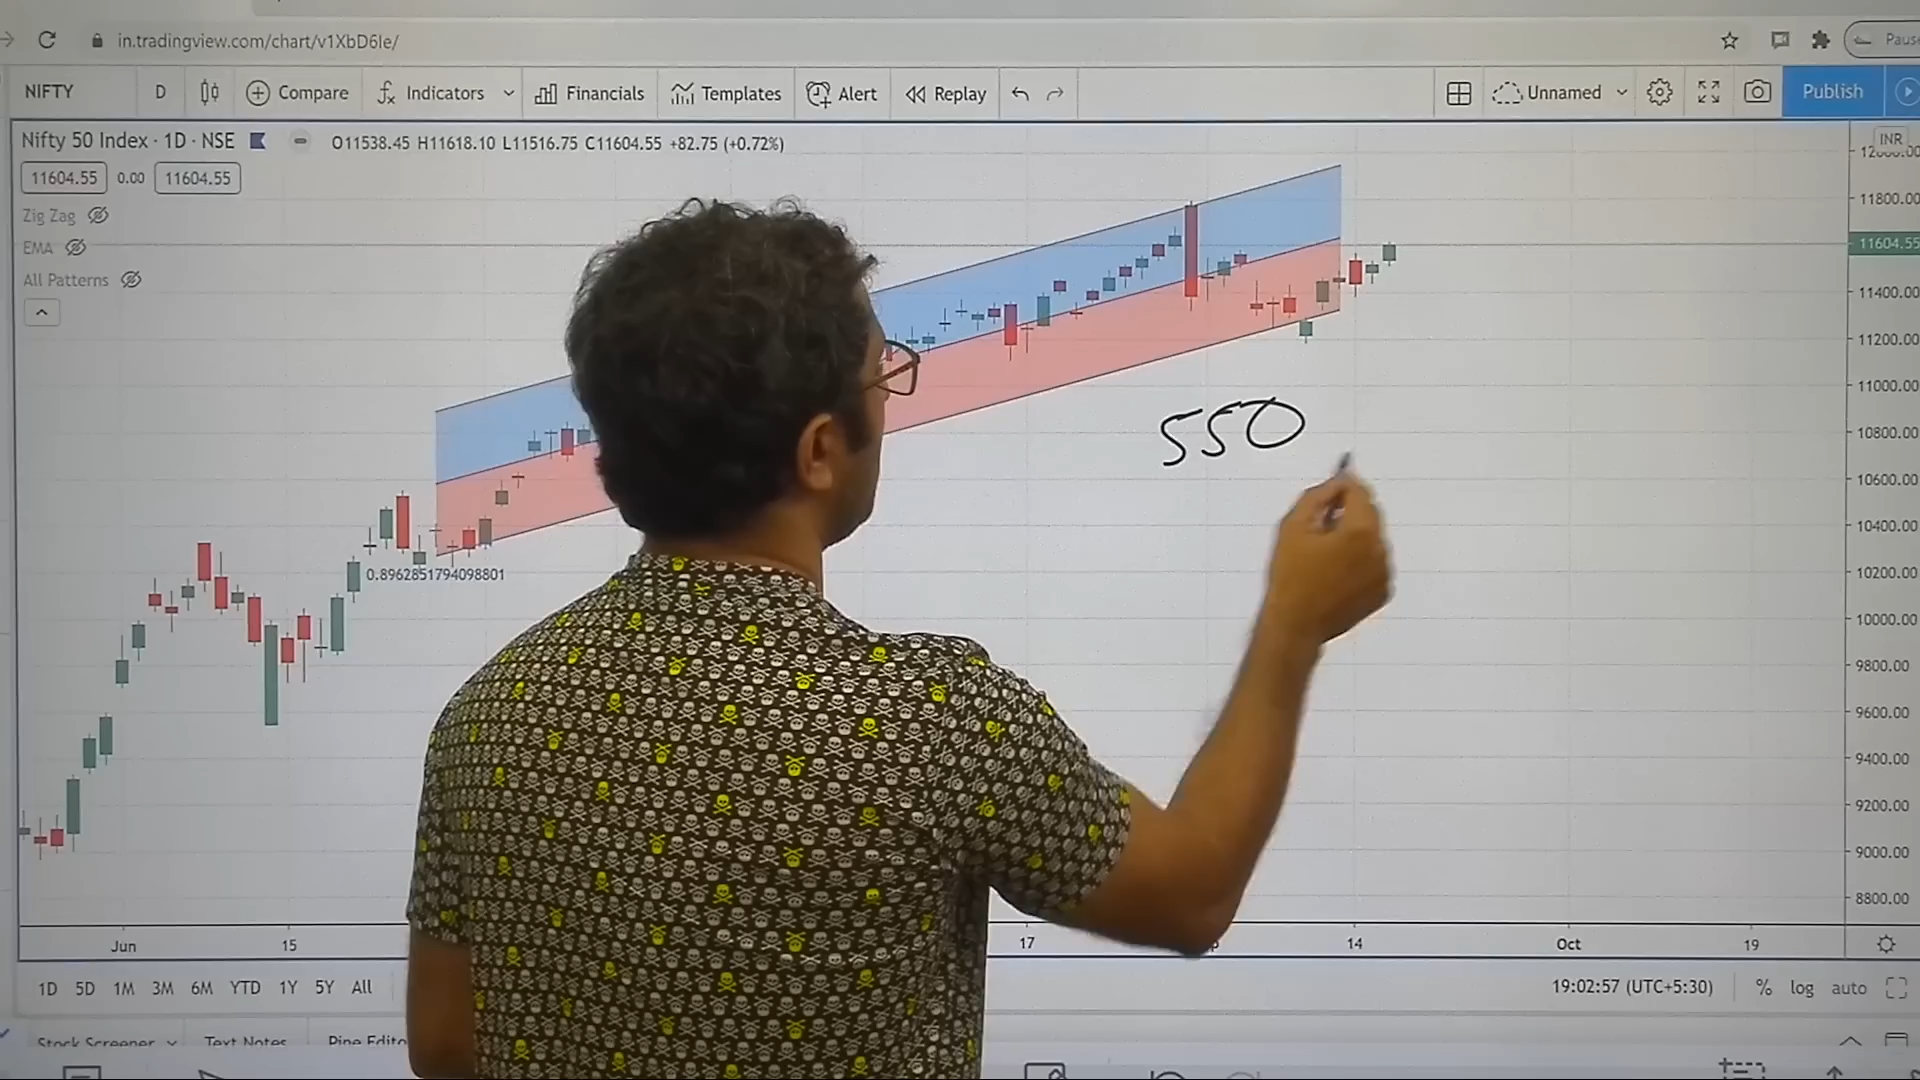 in.tradingview.com/chart/v1XbD6Ie/
NIFTY D Compare Indicators Financials Templates Alert Replay Unnamed Publish
Nifty 50 Index · 1D · NSE O11538.45 H11618.10 L11516.75 C11604.55 +82.75 (+0.72%)
11604.55 0.00 11604.55
Zig Zag
EMA
All Patterns
INR
11800.00
11604.55
11400.00
11200.00
11000.00
10800.00
10600.00
10400.00
10200.00
10000.00
9800.00
9600.00
9400.00
9200.00
9000.00
8800.00
550
0.8962851794098801
Jun 15 17 14 Oct 19
1D 5D 1M 3M 6M YTD 1Y 5Y All 19:02:57 (UTC+5:30) % log auto
Stock Screener Text Notes